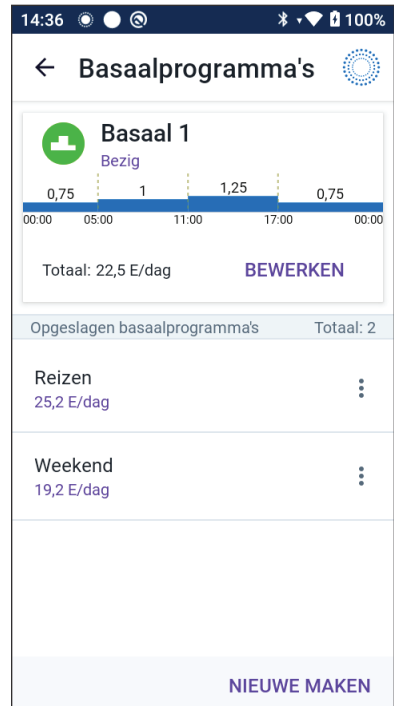 14:36 100%
Basaalprogramma's
Basaal 1
Bezig
0,75 1 1,25 0,75
00:00 05:00 11:00 17:00 00:00
Totaal: 22,5 E/dag BEWERKEN
Opgeslagen basaalprogramma's Totaal: 2
Reizen
25,2 E/dag
Weekend
19,2 E/dag
NIEUWE MAKEN